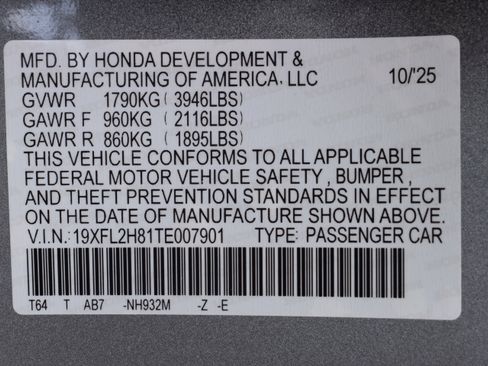 MFD. BY HONDA DEVELOPMENT &
MANUFACTURING OF AMERICA, LLC 10/'25
GVWR 1790KG ( 3946LBS)
GAWR F 960KG ( 2116LBS)
GAWR R 860KG ( 1895LBS)
THIS VEHICLE CONFORMS TO ALL APPLICABLE
FEDERAL MOTOR VEHICLE SAFETY , BUMPER,
AND THEFT PREVENTION STANDARDS IN EFFECT
ON THE DATE OF MANUFACTURE SHOWN ABOVE.
V.I.N.: 19XFL2H81TE007901 TYPE: PASSENGER CAR
T64 T AB7 -NH932M -Z -E